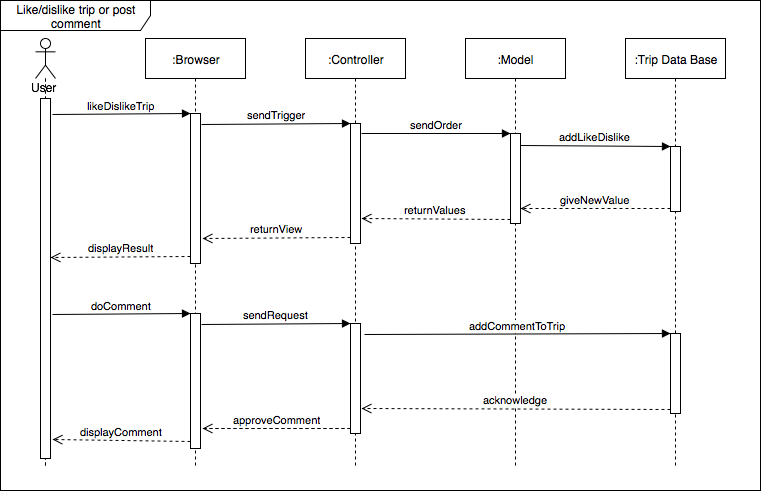 Like/dislike trip or post
comment
User
:Browser
:Controller
:Model
:Trip Data Base
likeDislikeTrip
sendTrigger
sendOrder
addLikeDislike
giveNewValue
returnValues
returnView
displayResult
doComment
sendRequest
addCommentToTrip
acknowledge
approveComment
displayComment